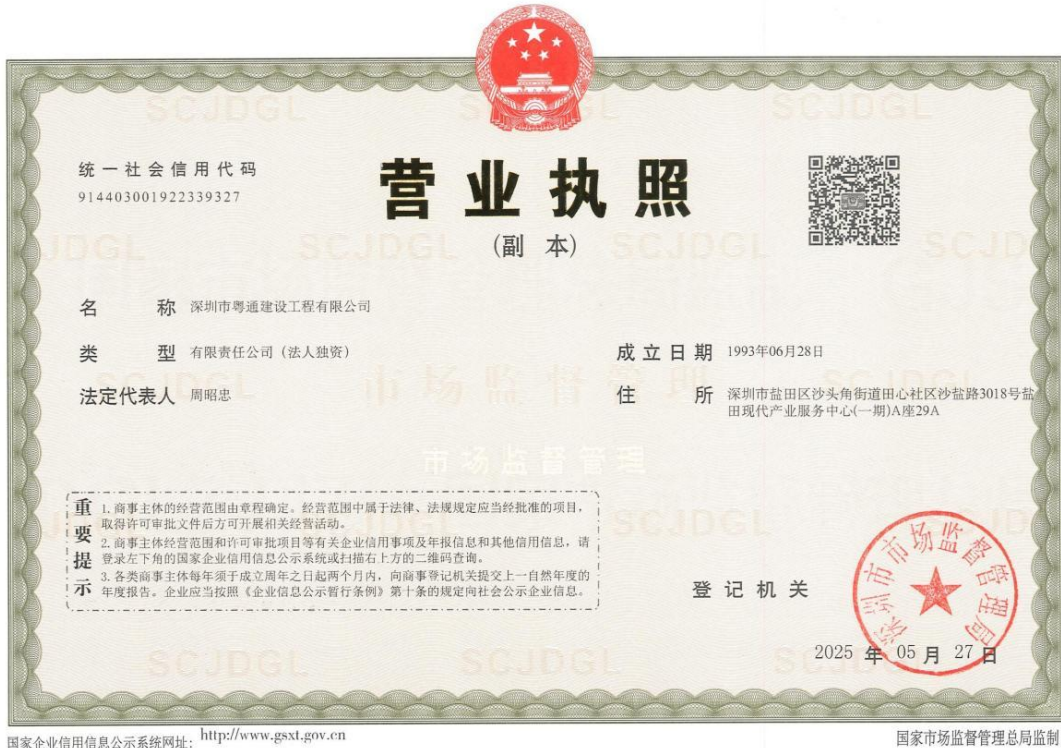 统一社会信用代码
914403001922339327
营业执照
(副 本)
名 称 深圳市粤通建设工程有限公司
类 型 有限责任公司（法人独资）
成立日期 1993年06月28日
法定代表人 周昭忠
住 所 深圳市盐田区沙头角街道田心社区沙盐路3018号盐
田现代产业服务中心(一期)A座29A
市场监督管理
市场监督管理
重要提示
1. 商事主体的经营范围由章程确定。经营范围中属于法律、法规规定应当经批准的项目，
取得许可审批文件后方可开展相关经营活动。
2. 商事主体经营范围和许可审批项目等有关企业信用事项及年报信息和其他信用信息，请
登录左下角的国家企业信用信息公示系统或扫描右上方的二维码查询。
3. 各类商事主体每年须于成立周年之日起两个月内，向商事登记机关提交上一自然年度的
年度报告。企业应当按照《企业信息公示暂行条例》第十条的规定向社会公示企业信息。
登记机关
深圳市市场监督管理局
2025 年 05 月 27 日
SCJDGL SCJDGL SCJDGL
国家企业信用信息公示系统网址: http://www.gsxt.gov.cn
国家市场监督管理总局监制